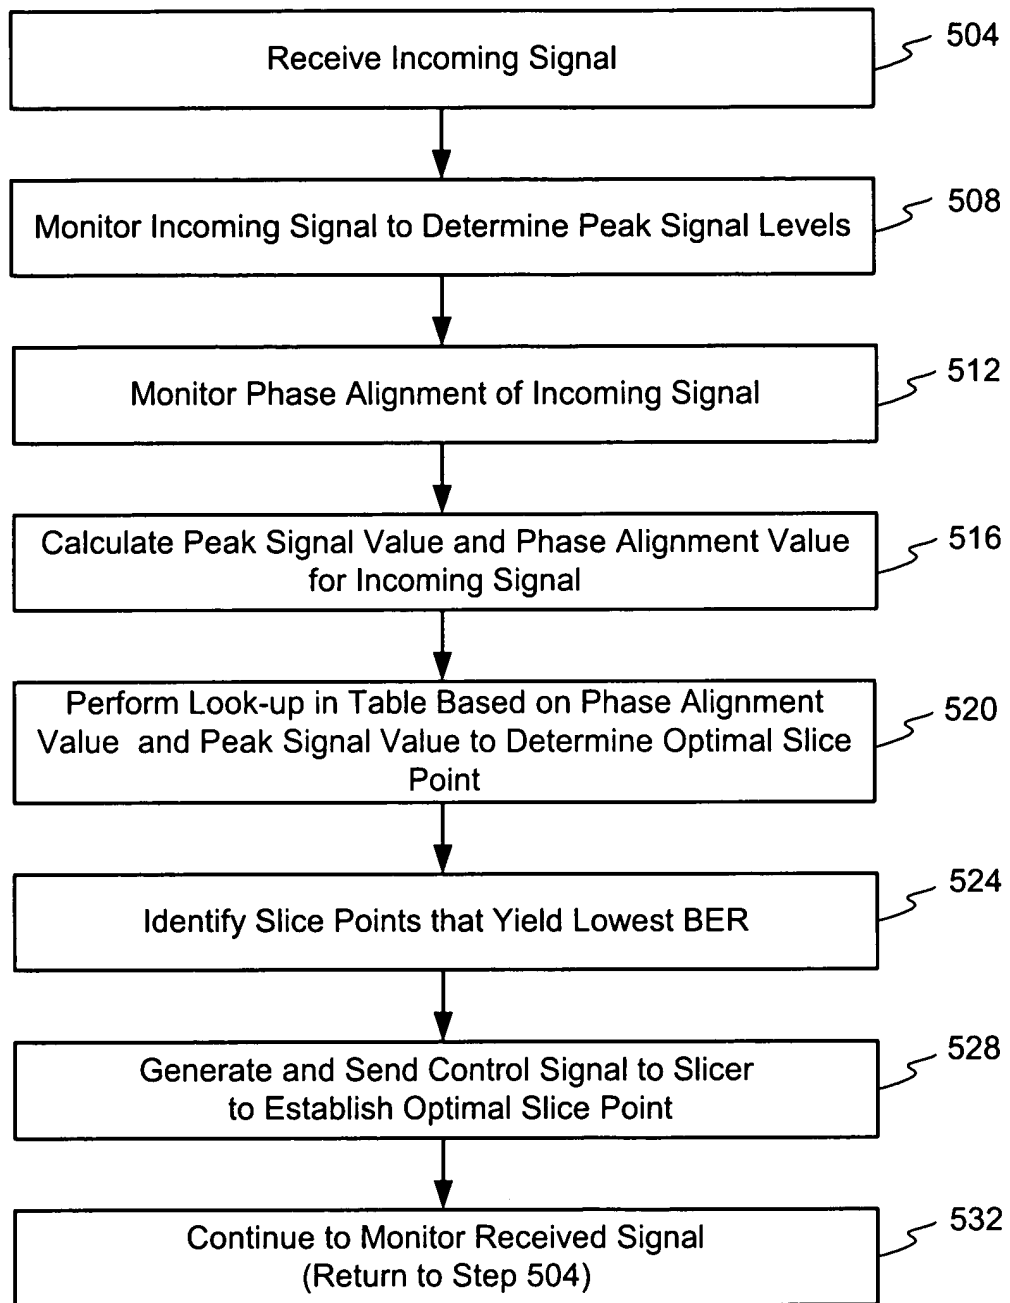 Receive Incoming Signal
504
Monitor Incoming Signal to Determine Peak Signal Levels
508
Monitor Phase Alignment of Incoming Signal
512
Calculate Peak Signal Value and Phase Alignment Value
for Incoming Signal
516
Perform Look-up in Table Based on Phase Alignment
Value and Peak Signal Value to Determine Optimal Slice
Point
520
Identify Slice Points that Yield Lowest BER
524
Generate and Send Control Signal to Slicer
to Establish Optimal Slice Point
528
Continue to Monitor Received Signal
(Return to Step 504)
532